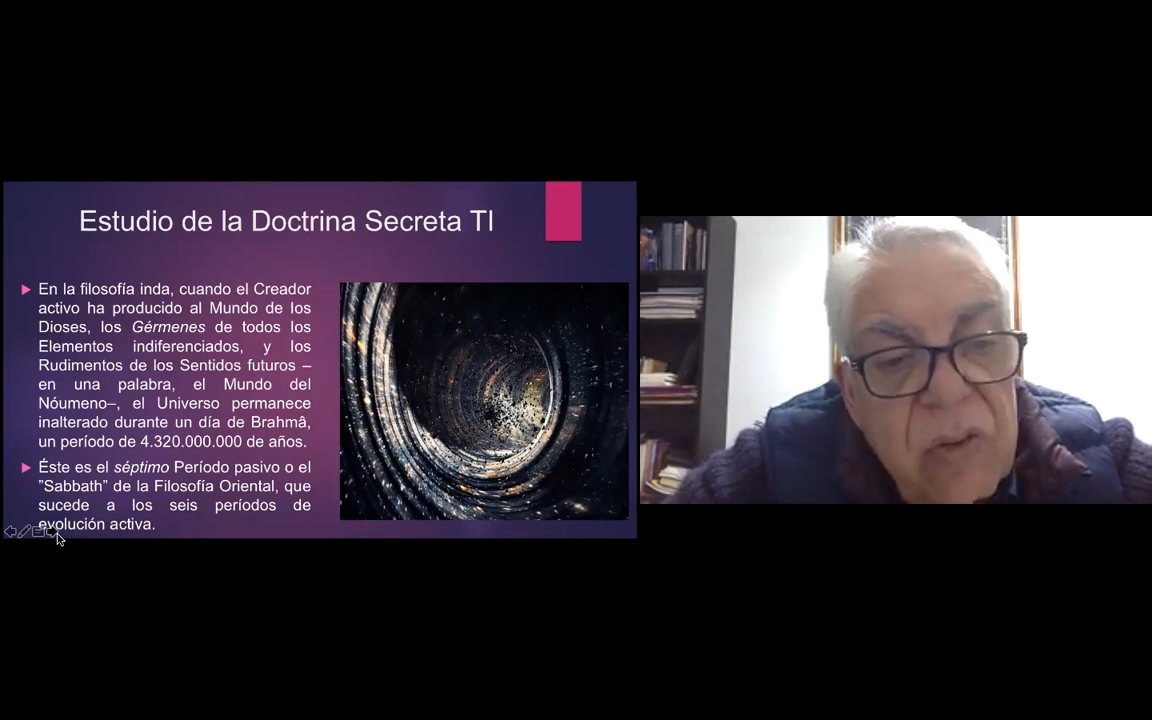 Estudio de la Doctrina Secreta TI
En la filosofía inda, cuando el Creador
activo ha producido al Mundo de los
Dioses, los Gérmenes de todos los
Elementos indiferenciados, y los
Rudimentos de los Sentidos futuros –
en una palabra, el Mundo del
Nóumeno–, el Universo permanece
inalterado durante un día de Brahmâ,
un período de 4.320.000.000 de años.
Éste es el séptimo Período pasivo o el
”Sabbath” de la Filosofía Oriental, que
sucede a los seis períodos de
evolución activa.